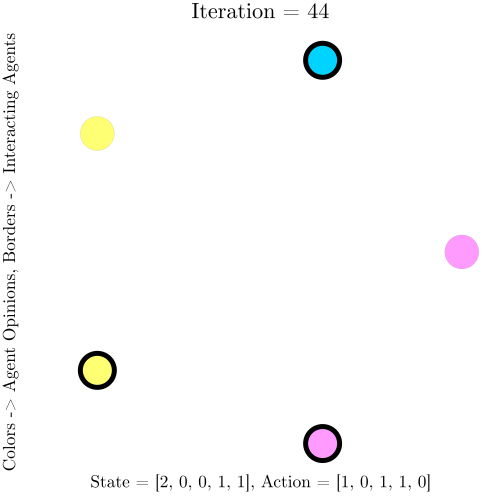 Iteration = 44
Colors -> Agent Opinions, Borders -> Interacting Agents
State = [2, 0, 0, 1, 1], Action = [1, 0, 1, 1, 0]